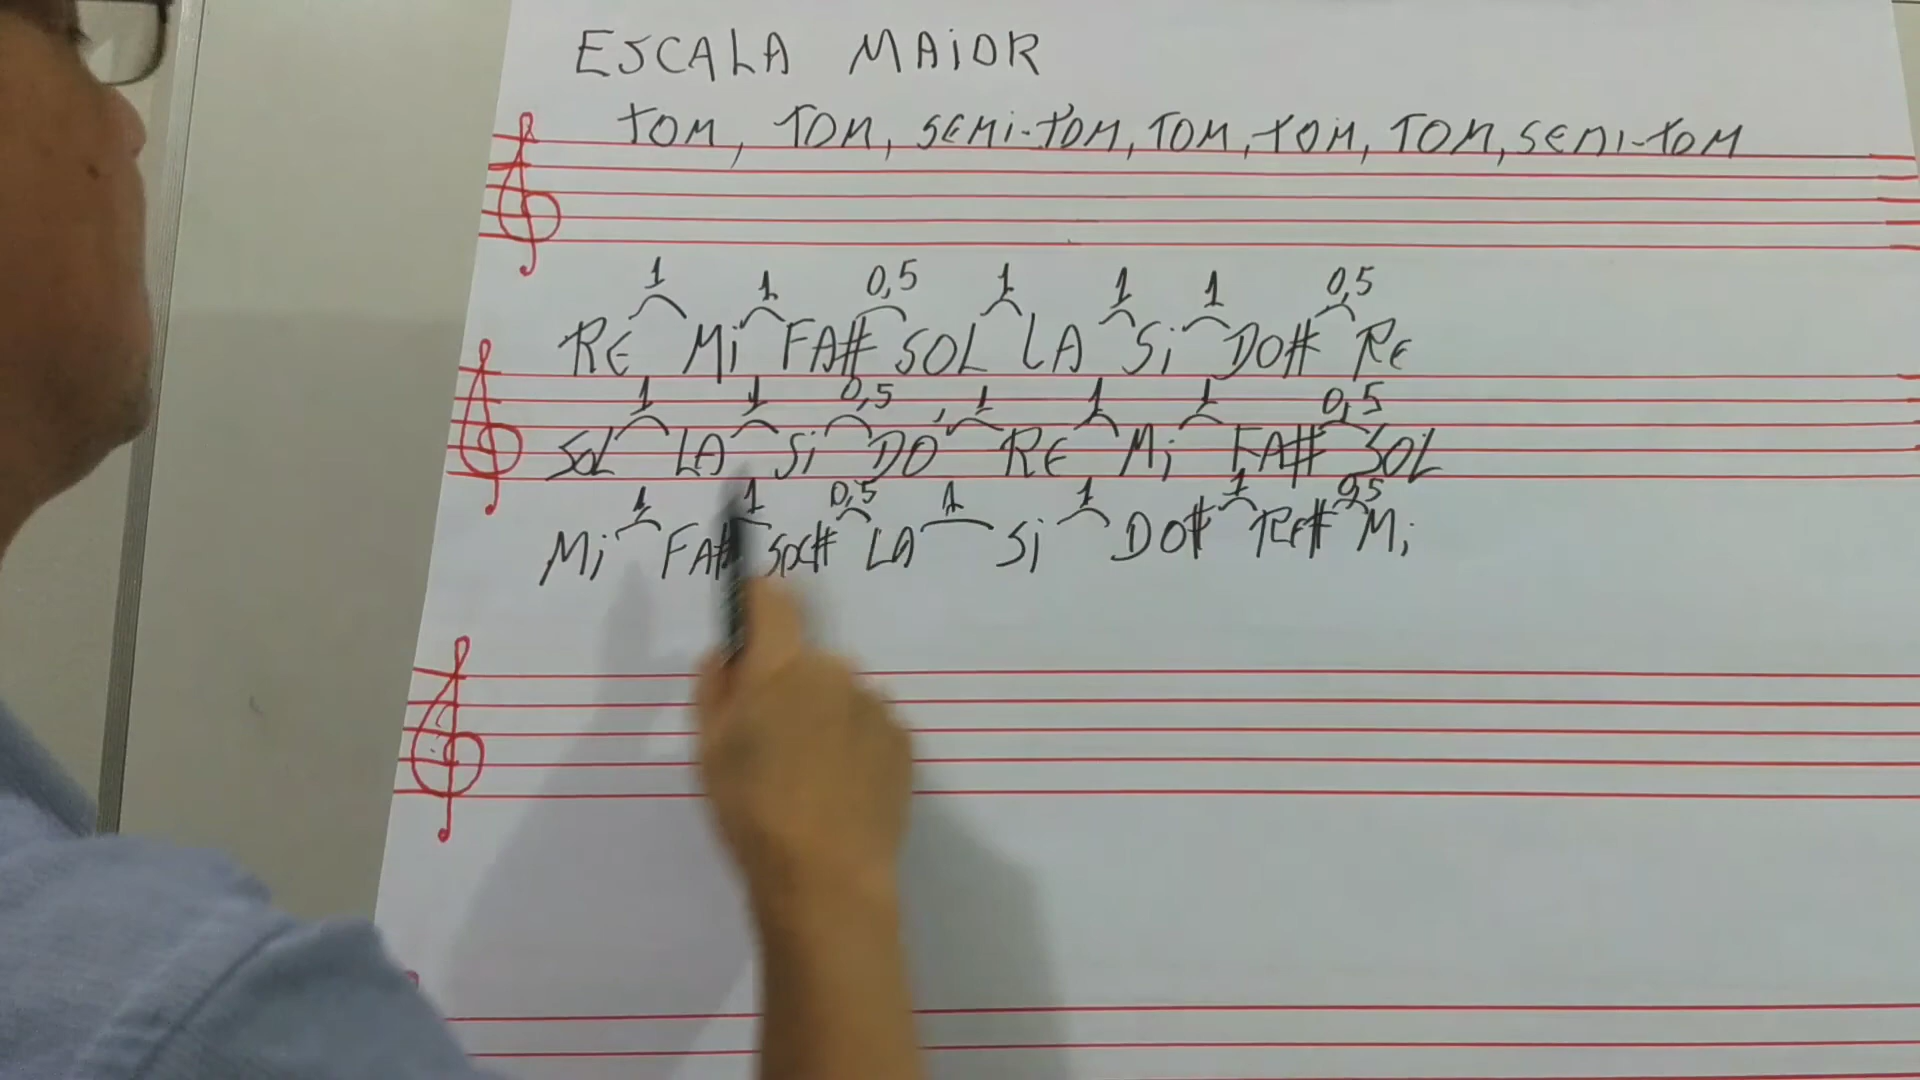 ESCALA MAIOR
TOM, TOM, SEMI-TOM, TOM, TOM, TOM, SEMI-TOM
1 1 0,5 1 1 1 0,5
RE Mi FA# SOL LA Si DO# RE
1 1 0,5 1 1 1 0,5
SOL LA Si DO RE Mi FA# SOL
1 1 0,5 1 1 1 0,5
Mi FA# SOL# LA Si DO# RE# Mi